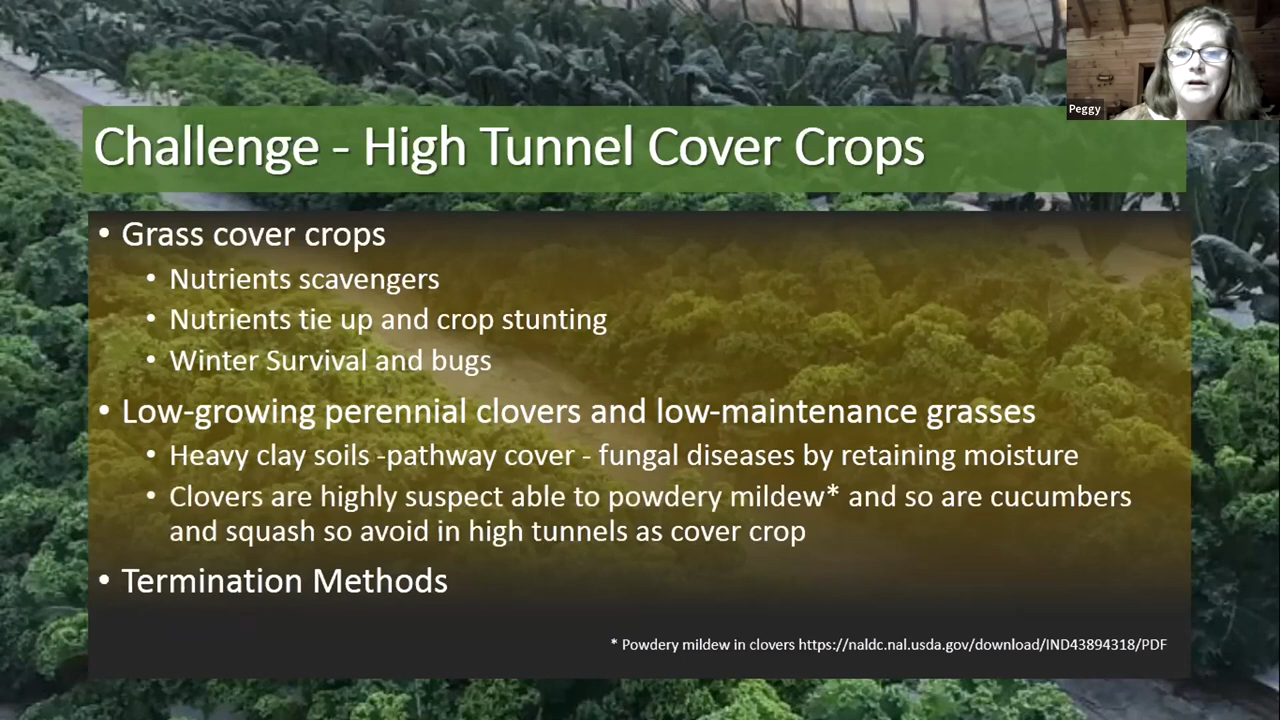 Peggy
Challenge - High Tunnel Cover Crops
• Grass cover crops
• Nutrients scavengers
• Nutrients tie up and crop stunting
• Winter Survival and bugs
• Low-growing perennial clovers and low-maintenance grasses
• Heavy clay soils -pathway cover - fungal diseases by retaining moisture
• Clovers are highly suspect able to powdery mildew* and so are cucumbers
and squash so avoid in high tunnels as cover crop
• Termination Methods
* Powdery mildew in clovers https://naldc.nal.usda.gov/download/IND43894318/PDF